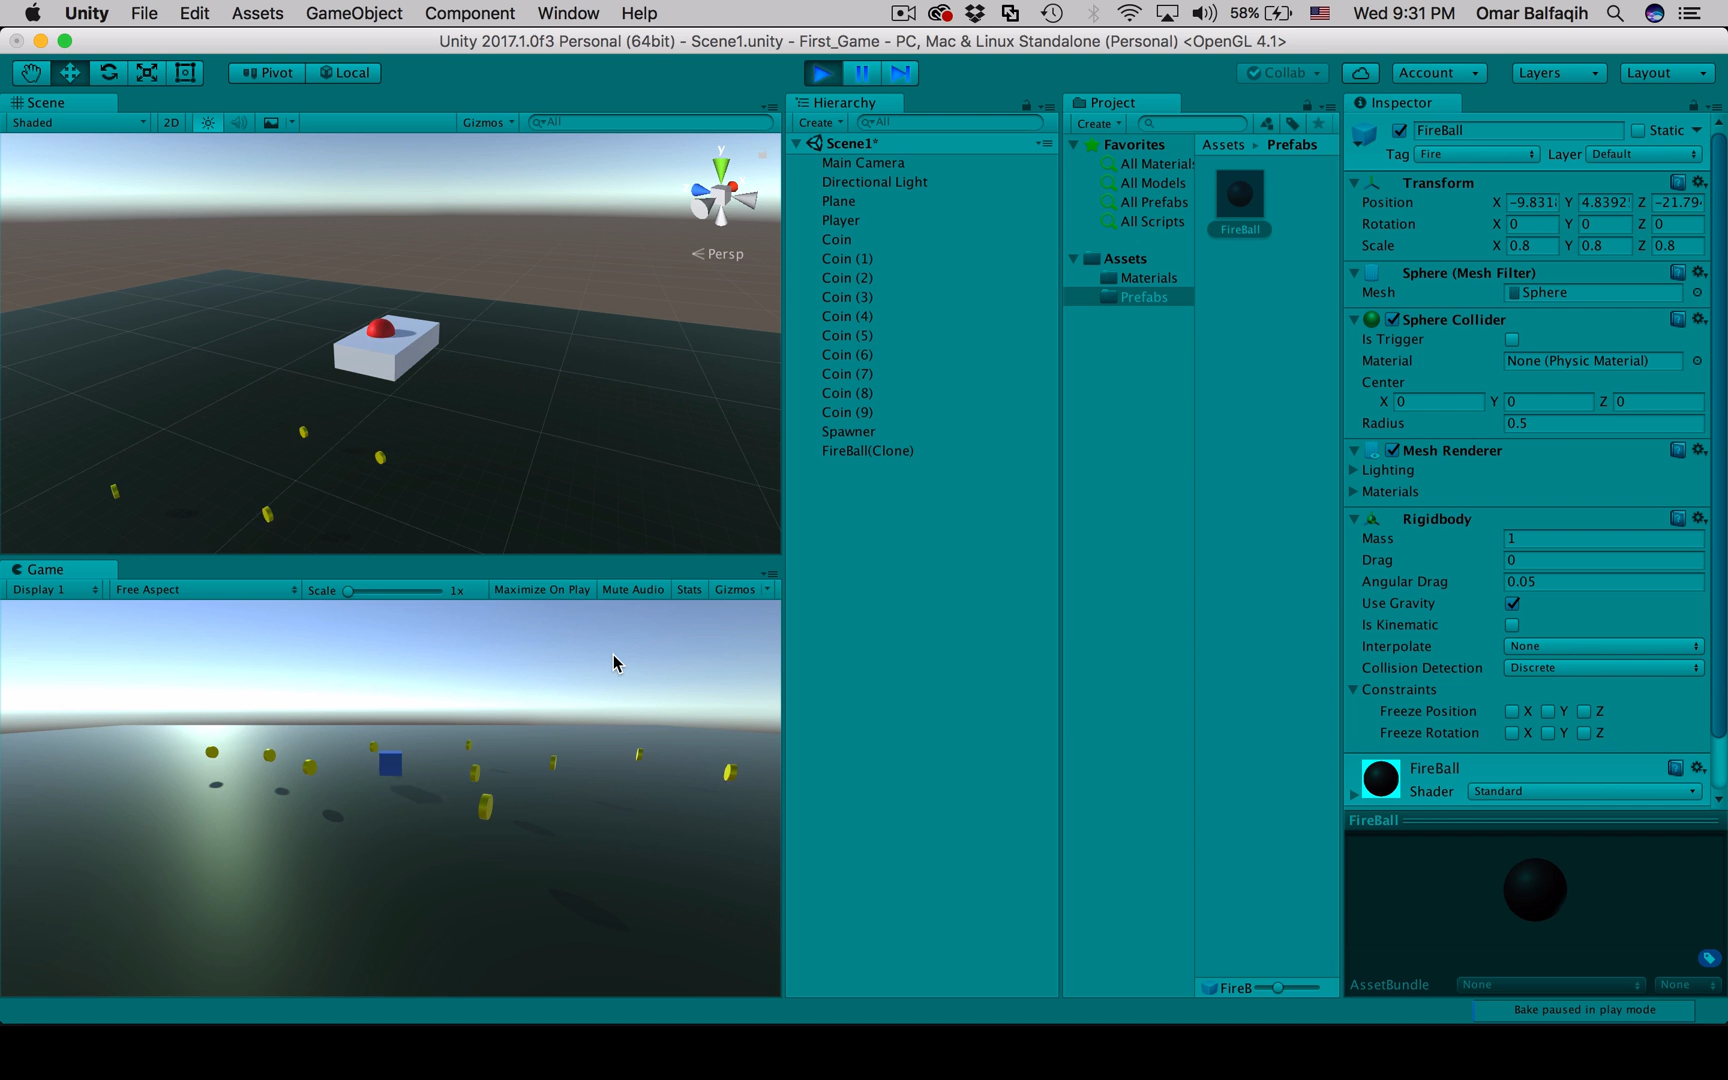 Unity File Edit Assets GameObject Component Window Help 58% Wed 9:31 PM Omar Balfaqih
Unity 2017.1.0f3 Personal (64bit) - Scene1.unity - First_Game - PC, Mac & Linux Standalone (Personal) <OpenGL 4.1>
Pivot Local Collab Account Layers Layout
Scene
Shaded 2D Gizmos All
y
Persp
Game
Display 1 Free Aspect Scale 1x Maximize On Play Mute Audio Stats Gizmos
Hierarchy
Create All
Scene1*
Main Camera
Directional Light
Plane
Player
Coin
Coin (1)
Coin (2)
Coin (3)
Coin (4)
Coin (5)
Coin (6)
Coin (7)
Coin (8)
Coin (9)
Spawner
FireBall(Clone)
Project
Create
Favorites
All Materials
All Models
All Prefabs
All Scripts
Assets
Materials
Prefabs
Assets Prefabs
FireBall
FireB
Inspector
FireBall Static
Tag Fire Layer Default
Transform
Position X -9.831 Y 4.8392 Z -21.79
Rotation X 0 Y 0 Z 0
Scale X 0.8 Y 0.8 Z 0.8
Sphere (Mesh Filter)
Mesh Sphere
Sphere Collider
Is Trigger
Material None (Physic Material)
Center
X 0 Y 0 Z 0
Radius 0.5
Mesh Renderer
Lighting
Materials
Rigidbody
Mass 1
Drag 0
Angular Drag 0.05
Use Gravity
Is Kinematic
Interpolate None
Collision Detection Discrete
Constraints
Freeze Position X Y Z
Freeze Rotation X Y Z
FireBall
Shader Standard
FireBall
AssetBundle None None
Bake paused in play mode